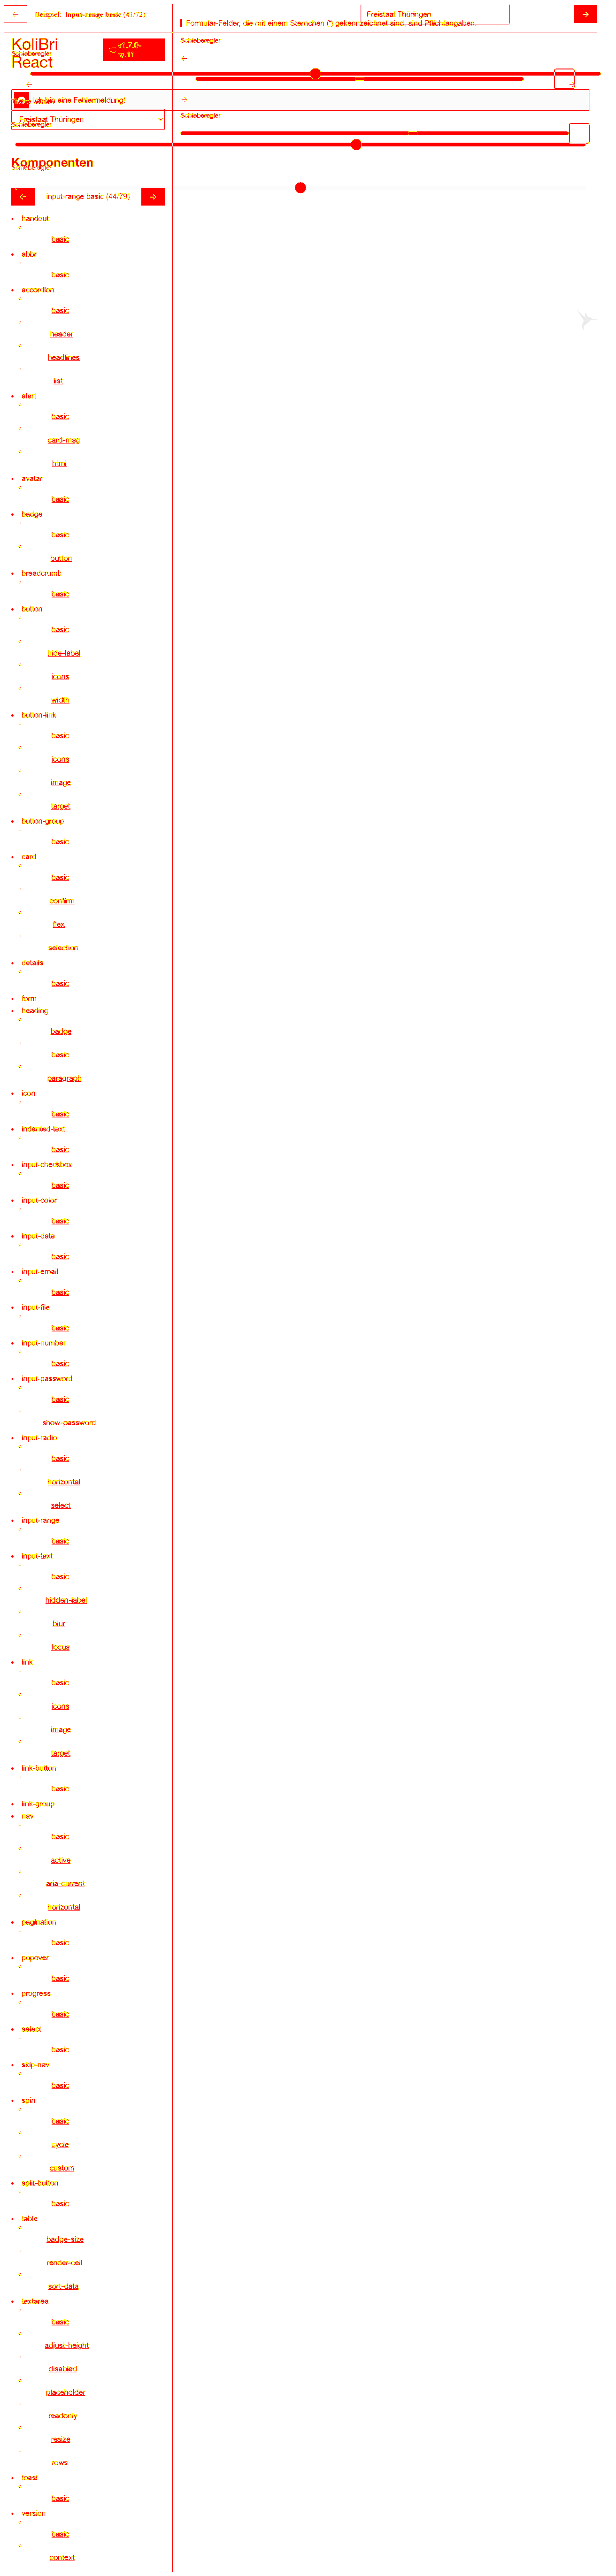 Beispiel: input-range basic (41/72)
Freistaat Thüringen
Formular-Felder, die mit einem Sternchen (*) gekennzeichnet sind, sind Pflichtangaben.
KoliBri
React
Schieberegler
Schieberegler
Ich bin eine Fehlermeldung!
Freistaat Thüringen
Schieberegler
Schieberegler
Komponenten
Schieberegler
input-range basic (44/79)
handout
basic
abbr
basic
accordion
basic
header
headlines
list
alert
basic
card-msg
html
avatar
basic
badge
basic
button
breadcrumb
basic
button
basic
hide-label
icons
width
button-link
basic
icons
image
target
button-group
basic
card
basic
confirm
flex
selection
details
basic
form
heading
badge
basic
paragraph
icon
basic
indented-text
basic
input-checkbox
basic
input-color
basic
input-date
basic
input-email
basic
input-file
basic
input-number
basic
input-password
basic
show-password
input-radio
basic
horizontal
select
input-range
basic
input-text
basic
hidden-label
blur
focus
link
basic
icons
image
target
link-button
basic
link-group
nav
basic
active
aria-current
horizontal
pagination
basic
popover
basic
progress
basic
select
basic
skip-nav
basic
spin
basic
cycle
custom
split-button
basic
table
badge-size
render-cell
sort-data
textarea
basic
adjust-height
disabled
placeholder
readonly
resize
rows
toast
basic
version
basic
context